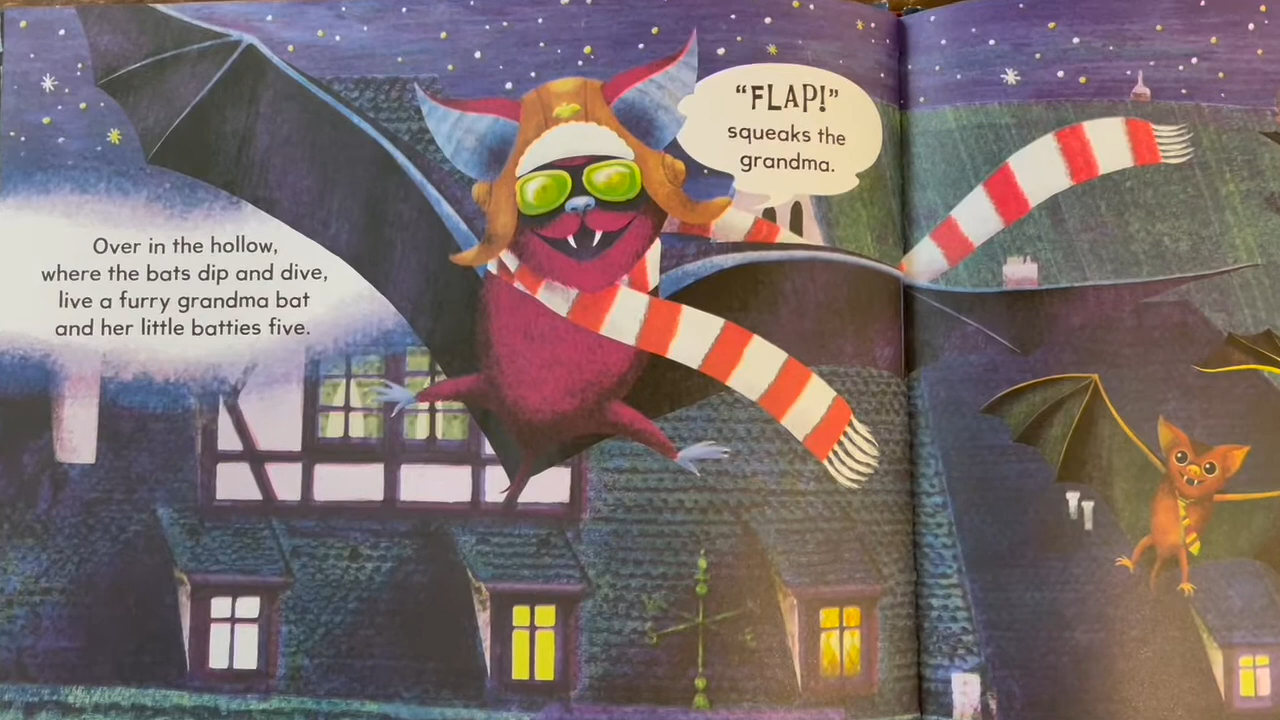 Over in the hollow,
where the bats dip and dive,
live a furry grandma bat
and her little batties five.
“FLAP!”
squeaks the
grandma.